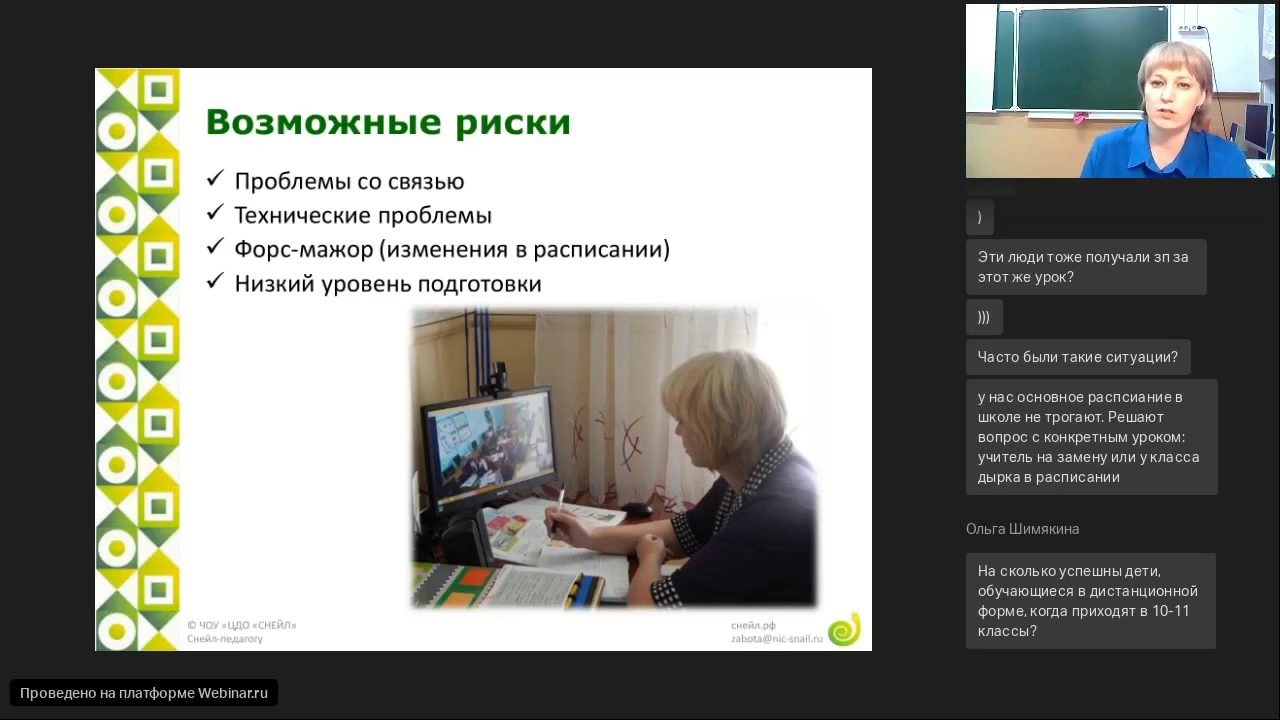 Возможные риски
✓ Проблемы со связью
✓ Технические проблемы
✓ Форс-мажор (изменения в расписании)
✓ Низкий уровень подготовки
© ЧОУ «ЦДО «СНЕЙЛ»
Снейл-педагогу
снейл.рф
zabota@nic-snail.ru
)
Эти люди тоже получали зп за
этот же урок?
)))
Часто были такие ситуации?
у нас основное распсиание в
школе не трогают. Решают
вопрос с конкретным уроком:
учитель на замену или у класса
дырка в расписании
Ольга Шимякина
На сколько успешны дети,
обучающиеся в дистанционной
форме, когда приходят в 10-11
классы?
Проведено на платформе Webinar.ru